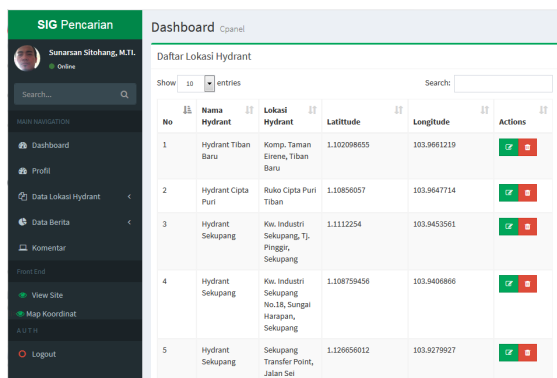 SIG Pencarian
Sunarsan Sitohang, M.TI.
Online
Search...
MAIN NAVIGATION
Dashboard
Profil
Data Lokasi Hydrant
Data Berita
Komentar
Front End
View Site
Map Koordinat
AUTH
Logout
Dashboard Cpanel
Daftar Lokasi Hydrant
Show 10 entries
Search:
No
Nama Hydrant
Lokasi Hydrant
Latittude
Longitude
Actions
1
Hydrant Tiban
Baru
Komp. Taman
Eirene, Tiban
Baru
1.102098655
103.9661219
2
Hydrant Cipta
Puri
Ruko Cipta Puri
Tiban
1.10856057
103.9647714
3
Hydrant
Sekupang
Kw. Industri
Sekupang, Tj.
Pinggir,
Sekupang
1.1112254
103.9453561
4
Hydrant
Sekupang
Kw. Industri
Sekupang
No.18, Sungai
Harapan,
Sekupang
1.108759456
103.9406866
5
Hydrant
Sekupang
Sekupang
Transfer Point,
Jalan Sei
1.126656012
103.9279927